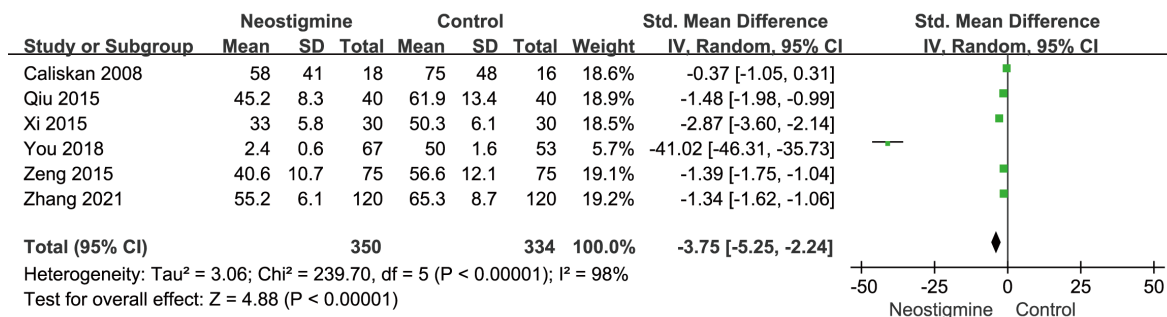 Neostigmine Control Std. Mean Difference Std. Mean Difference
Study or Subgroup Mean SD Total Mean SD Total Weight IV, Random, 95% CI IV, Random, 95% CI
Caliskan 2008 58 41 18 75 48 16 18.6% -0.37 [-1.05, 0.31]
Qiu 2015 45.2 8.3 40 61.9 13.4 40 18.9% -1.48 [-1.98, -0.99]
Xi 2015 33 5.8 30 50.3 6.1 30 18.5% -2.87 [-3.60, -2.14]
You 2018 2.4 0.6 67 50 1.6 53 5.7% -41.02 [-46.31, -35.73]
Zeng 2015 40.6 10.7 75 56.6 12.1 75 19.1% -1.39 [-1.75, -1.04]
Zhang 2021 55.2 6.1 120 65.3 8.7 120 19.2% -1.34 [-1.62, -1.06]
Total (95% CI) 350 334 100.0% -3.75 [-5.25, -2.24]
Heterogeneity: Tau² = 3.06; Chi² = 239.70, df = 5 (P < 0.00001); I² = 98%
Test for overall effect: Z = 4.88 (P < 0.00001)
-50 -25 0 25 50
Neostigmine Control